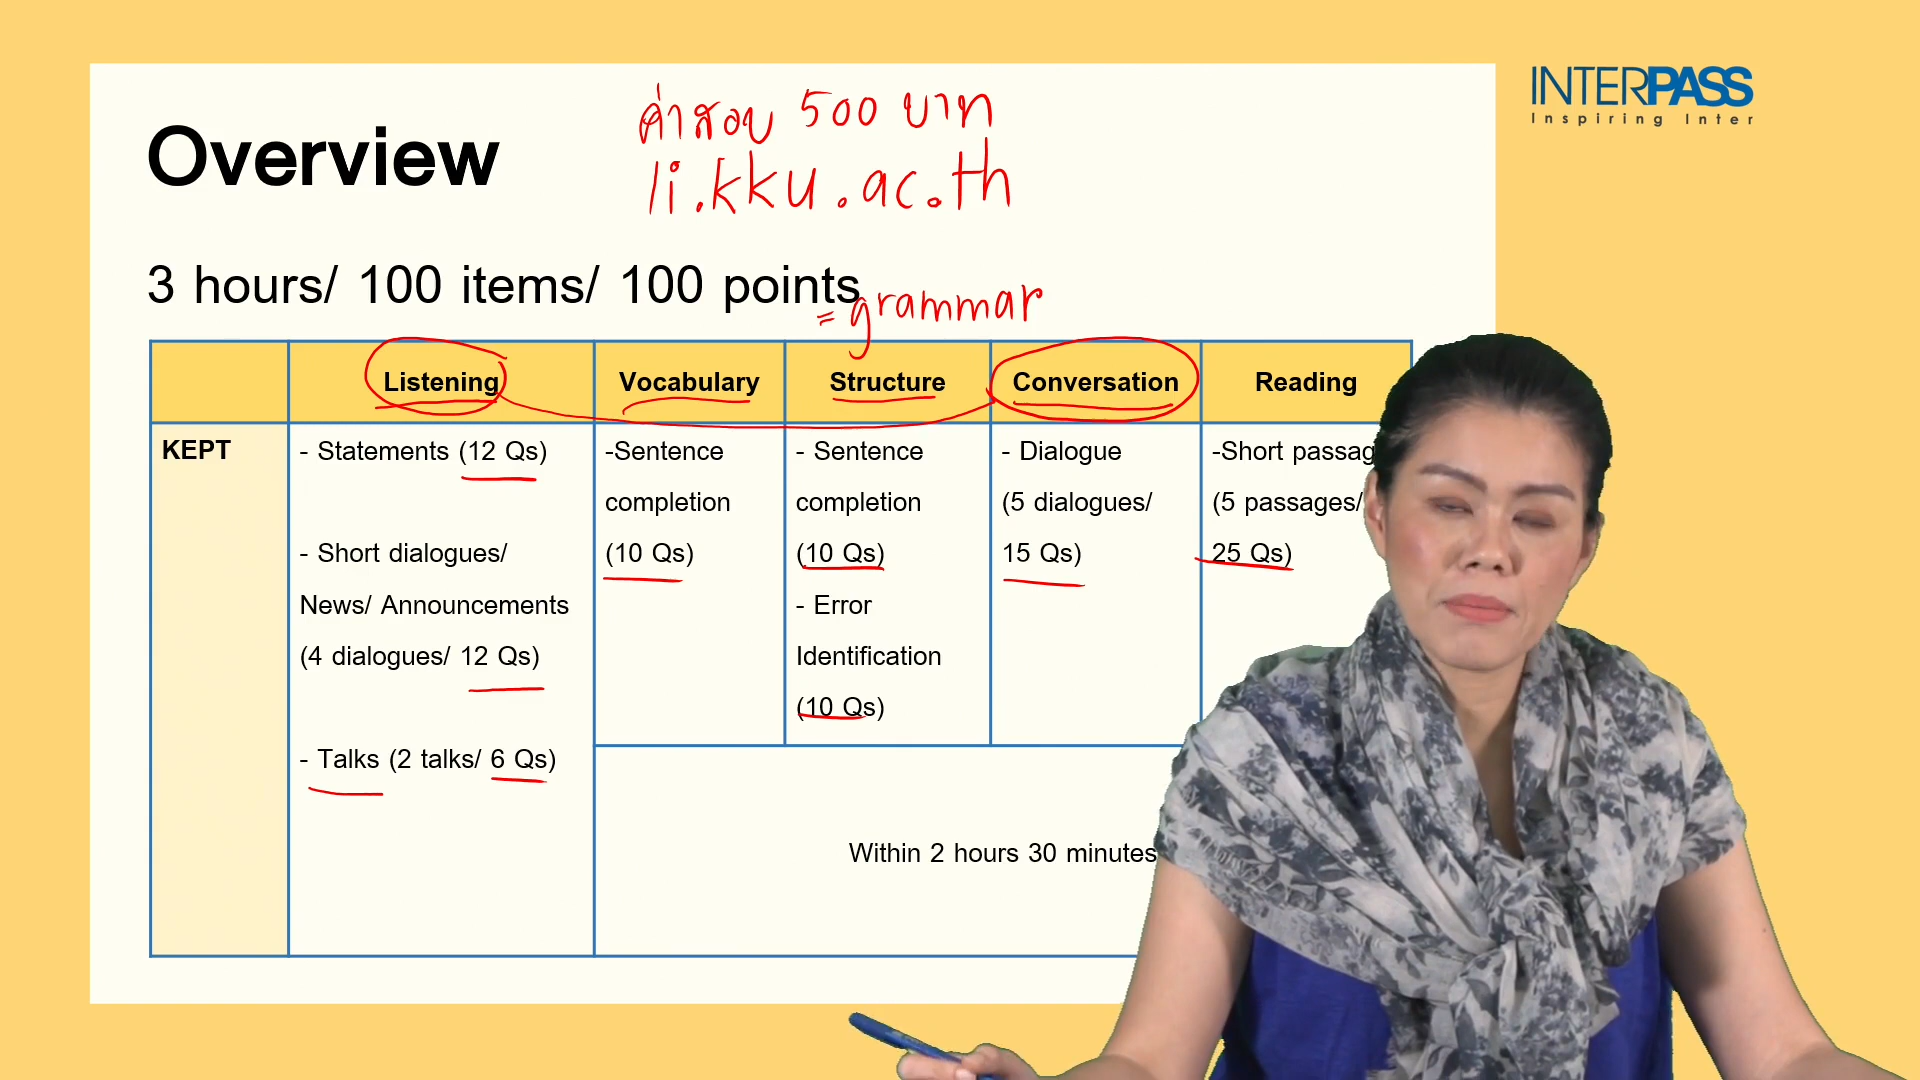 INTERPASS
Inspiring Inter
ค่าสอบ 500 บาท
li.kku.ac.th
Overview
3 hours/ 100 items/ 100 points
= grammar
Listening
Vocabulary
Structure
Conversation
Reading
KEPT
- Statements (12 Qs)
- Short dialogues/
News/ Announcements
(4 dialogues/ 12 Qs)
- Talks (2 talks/ 6 Qs)
-Sentence
completion
(10 Qs)
- Sentence
completion
(10 Qs)
- Error
Identification
(10 Qs)
- Dialogue
(5 dialogues/
15 Qs)
-Short passag
(5 passages/
25 Qs)
Within 2 hours 30 minutes